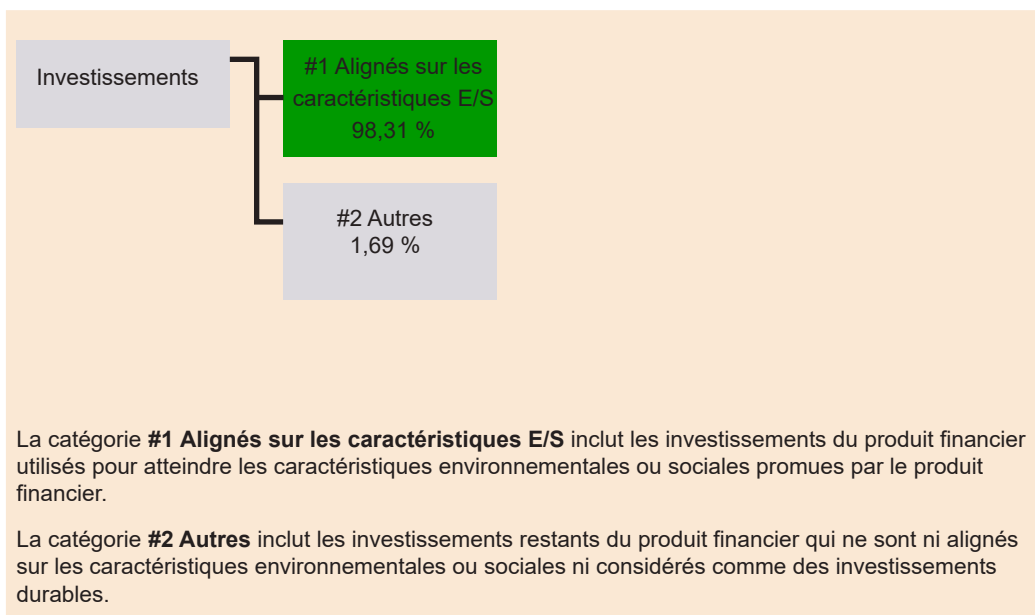 Investissements
#1 Alignés sur les
caractéristiques E/S
98,31 %
#2 Autres
1,69 %
La catégorie #1 Alignés sur les caractéristiques E/S inclut les investissements du produit financier
utilisés pour atteindre les caractéristiques environnementales ou sociales promues par le produit
financier.
La catégorie #2 Autres inclut les investissements restants du produit financier qui ne sont ni alignés
sur les caractéristiques environnementales ou sociales ni considérés comme des investissements
durables.